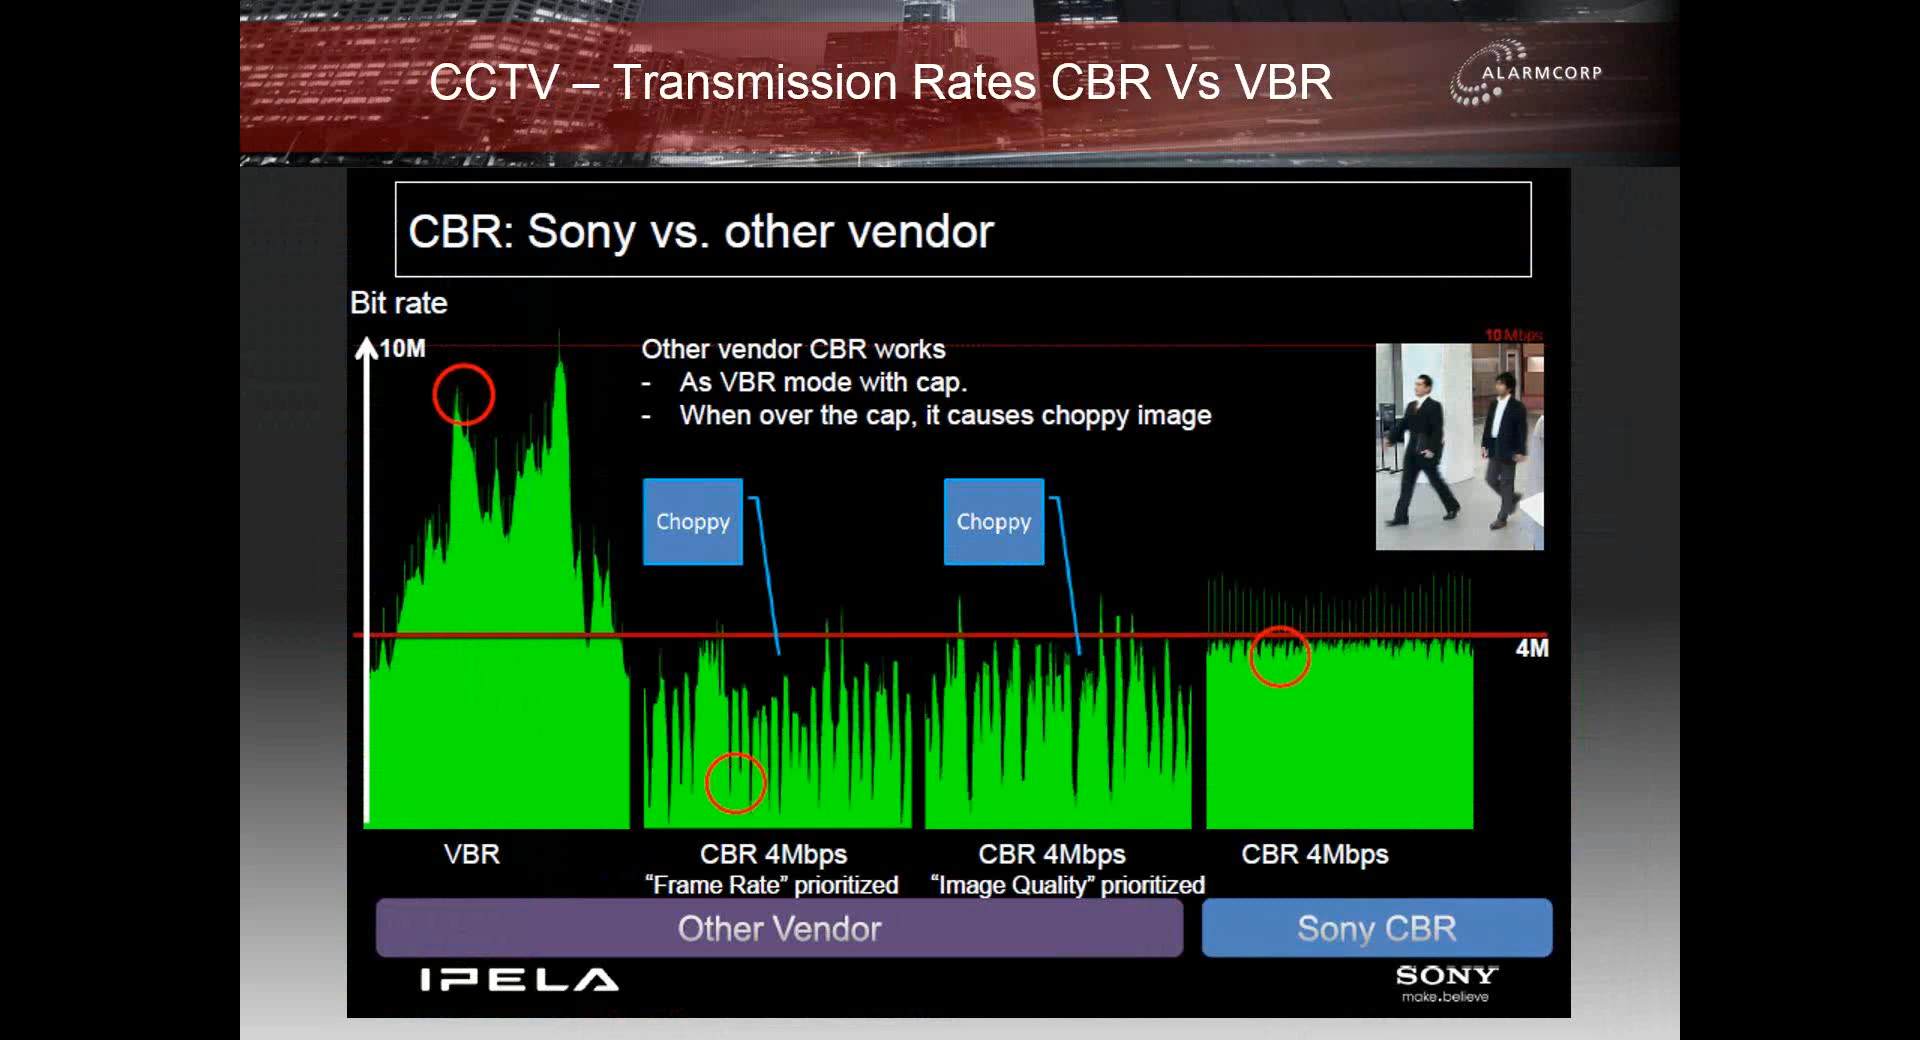 CCTV – Transmission Rates CBR Vs VBR
ALARMCORP
CBR: Sony vs. other vendor
Bit rate
10M
10 Mbps
Other vendor CBR works
- As VBR mode with cap.
- When over the cap, it causes choppy image
Choppy
Choppy
4M
VBR
CBR 4Mbps
“Frame Rate” prioritized
CBR 4Mbps
“Image Quality” prioritized
CBR 4Mbps
Other Vendor
Sony CBR
IPELA
SONY
make.believe